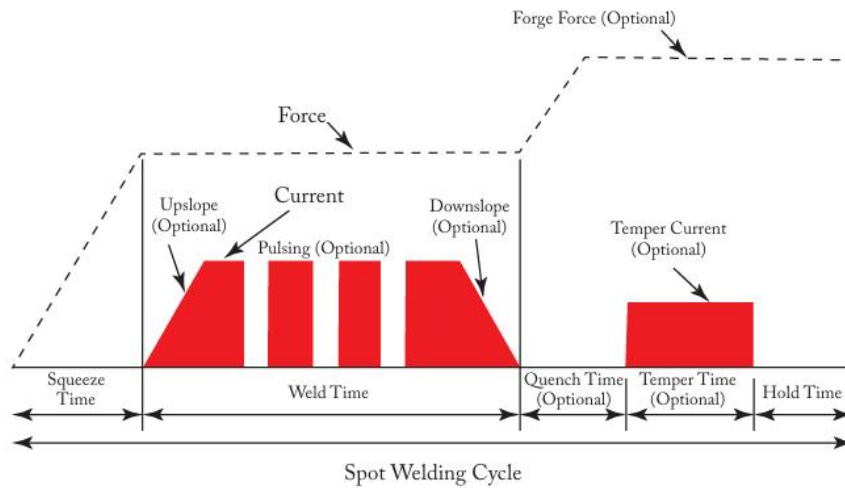 Forge Force (Optional)
Force
Upslope
(Optional)
Current
Pulsing (Optional)
Downslope
(Optional)
Temper Current
(Optional)
Squeeze
Time
Weld Time
Quench Time
(Optional)
Temper Time
(Optional)
Hold Time
Spot Welding Cycle